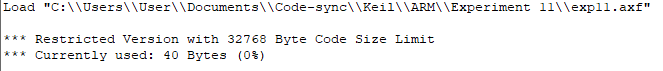 Load "C:\\Users\\User\\Documents\\Code-sync\\Keil\\ARM\\Experiment 11\\exp11.axf"
*** Restricted Version with 32768 Byte Code Size Limit
*** Currently used: 40 Bytes (0%)